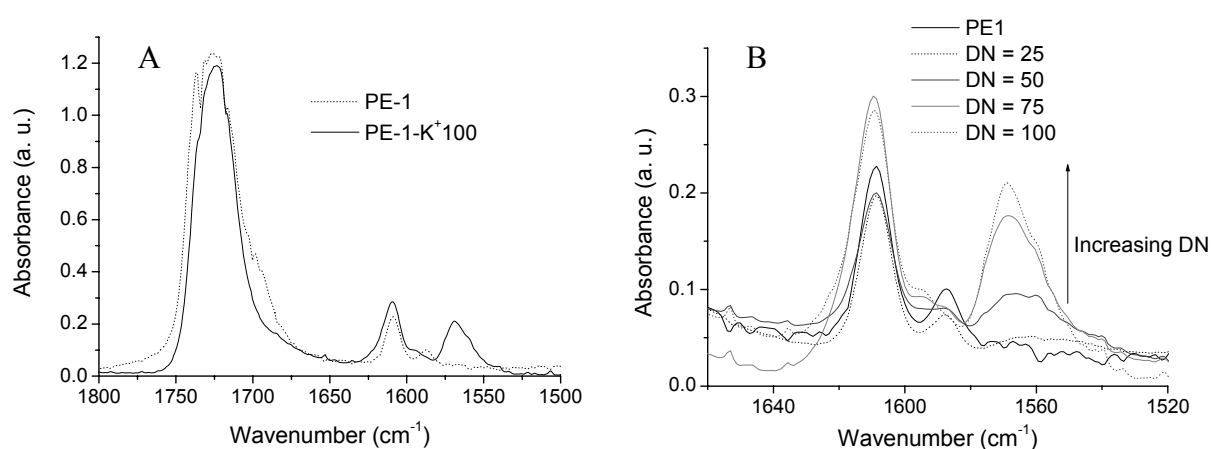 A
PE-1
PE-1-K⁺100
Absorbance (a. u.)
1.2
1.0
0.8
0.6
0.4
0.2
0.0
1800 1750 1700 1650 1600 1550 1500
Wavenumber (cm⁻¹)
B
PE1
DN = 25
DN = 50
DN = 75
DN = 100
Increasing DN
Absorbance (a. u.)
0.3
0.2
0.1
0.0
1640 1600 1560 1520
Wavenumber (cm⁻¹)